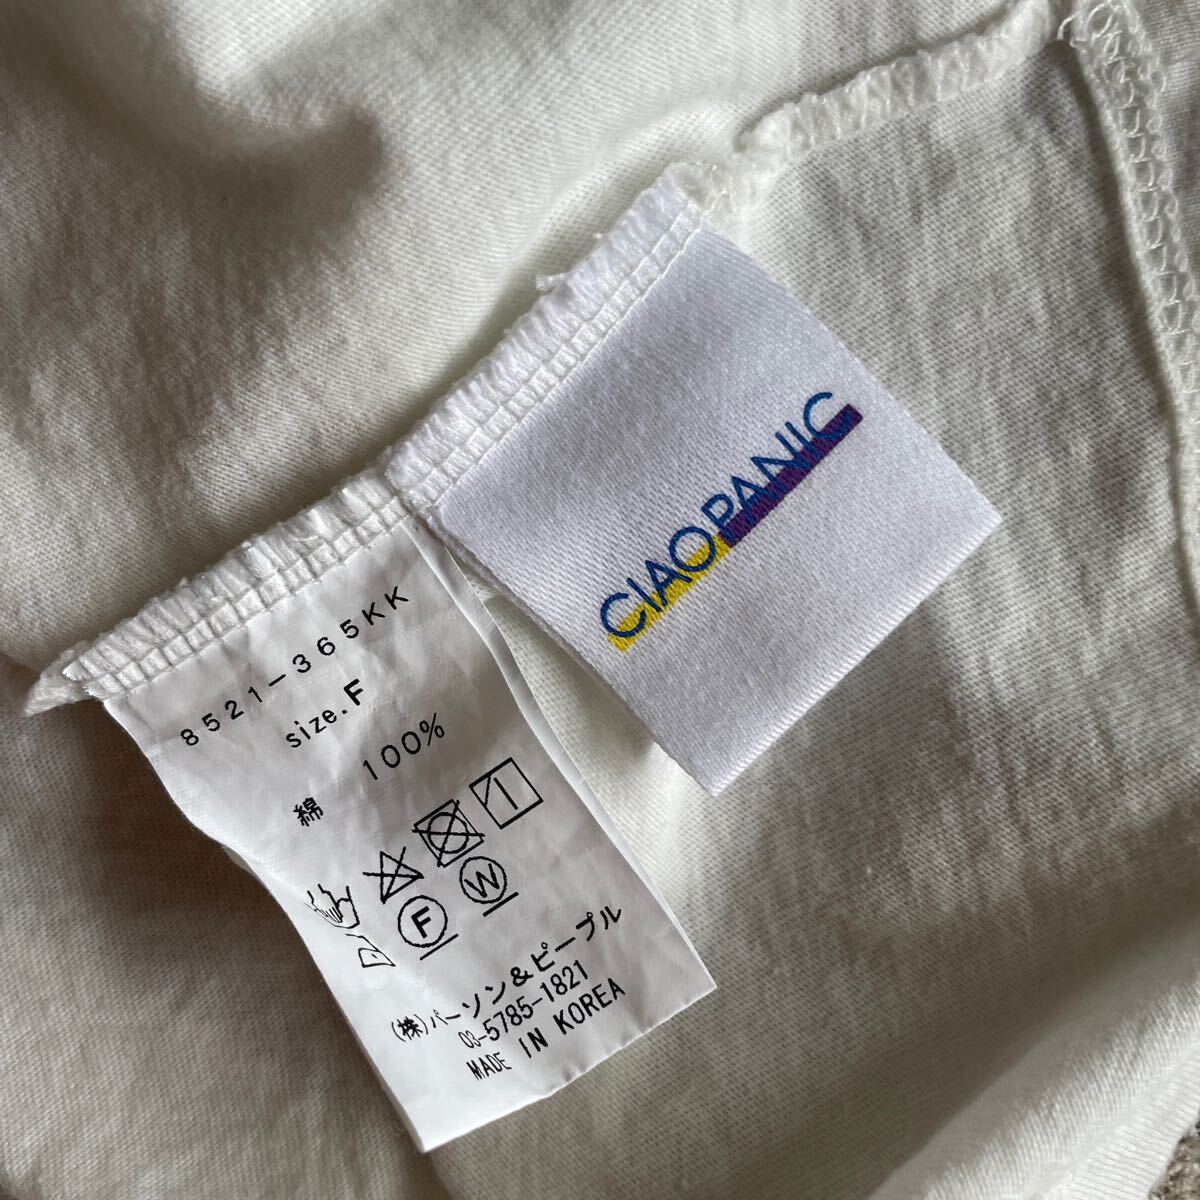 CIAOPANIC
8521-365KK
size.F
綿 100%
F W
(株)パーソン&ピープル
03-5785-1821
MADE IN KOREA